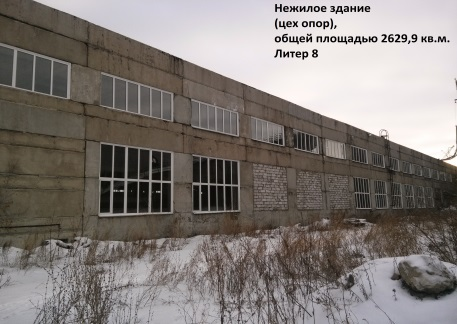 Нежилое здание
(цех опор),
общей площадью 2629,9 кв.м.
Литер 8